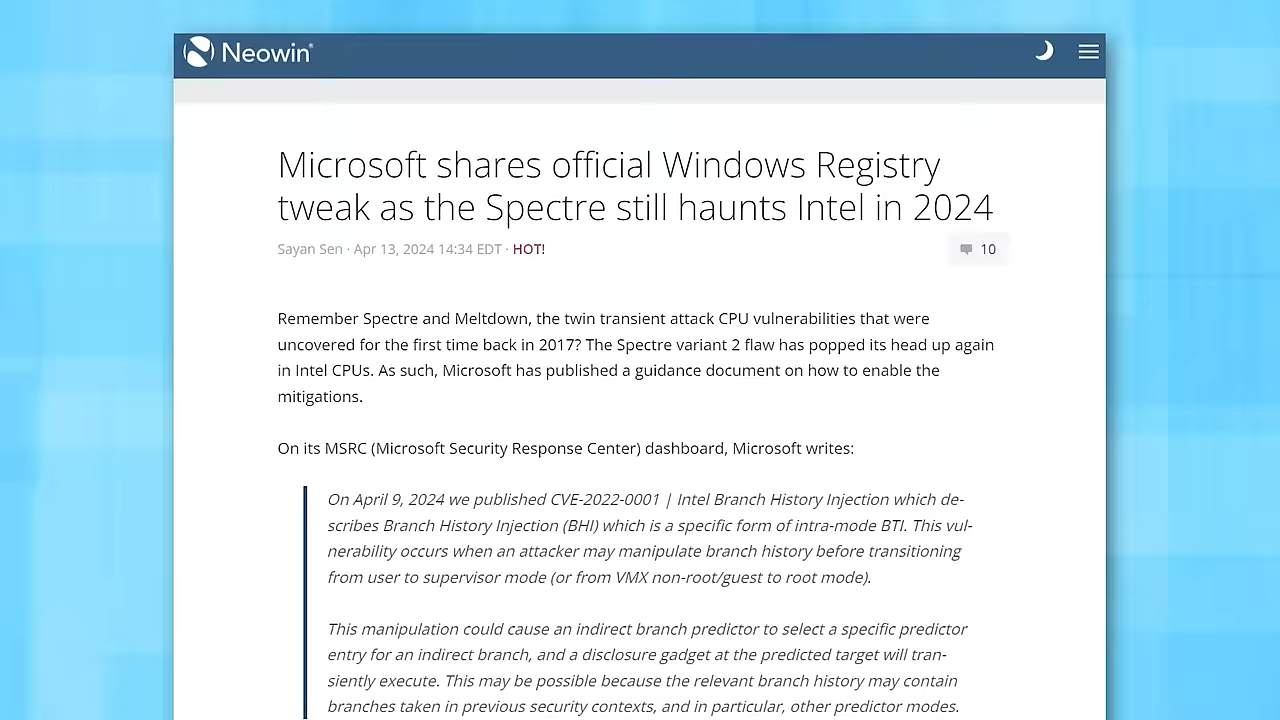 Neowin®
Microsoft shares official Windows Registry
tweak as the Spectre still haunts Intel in 2024
Sayan Sen · Apr 13, 2024 14:34 EDT · HOT!
10
Remember Spectre and Meltdown, the twin transient attack CPU vulnerabilities that were
uncovered for the first time back in 2017? The Spectre variant 2 flaw has popped its head up again
in Intel CPUs. As such, Microsoft has published a guidance document on how to enable the
mitigations.
On its MSRC (Microsoft Security Response Center) dashboard, Microsoft writes:
On April 9, 2024 we published CVE-2022-0001 | Intel Branch History Injection which de-
scribes Branch History Injection (BHI) which is a specific form of intra-mode BTI. This vul-
nerability occurs when an attacker may manipulate branch history before transitioning
from user to supervisor mode (or from VMX non-root/guest to root mode).
This manipulation could cause an indirect branch predictor to select a specific predictor
entry for an indirect branch, and a disclosure gadget at the predicted target will tran-
siently execute. This may be possible because the relevant branch history may contain
branches taken in previous security contexts, and in particular, other predictor modes.